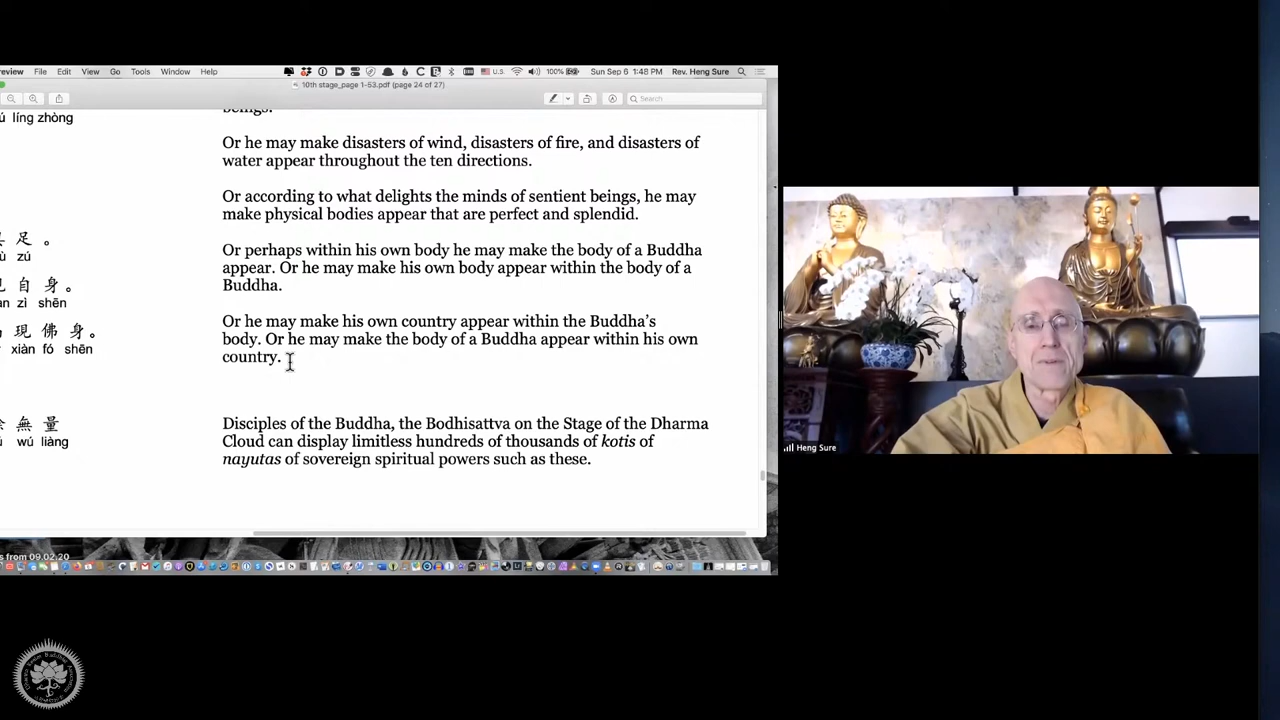 review File Edit View Go Tools Window Help U.S. 100% Sun Sep 6 1:48 PM Rev. Heng Sure
10th stage_page 1-53.pdf (page 24 of 27)
Search
ú líng zhòng
beings.
Or he may make disasters of wind, disasters of fire, and disasters of
water appear throughout the ten directions.
Or according to what delights the minds of sentient beings, he may
make physical bodies appear that are perfect and splendid.
足 。
ù zú
Or perhaps within his own body he may make the body of a Buddha
appear. Or he may make his own body appear within the body of a
Buddha.
自 身 。
zì shēn
Or he may make his own country appear within the Buddha's
body. Or he may make the body of a Buddha appear within his own
country.
現 佛 身 。
xiàn fó shēn
無 量
wú liàng
Disciples of the Buddha, the Bodhisattva on the Stage of the Dharma
Cloud can display limitless hundreds of thousands of kotis of
nayutas of sovereign spiritual powers such as these.
s from 09.02.20
Heng Sure